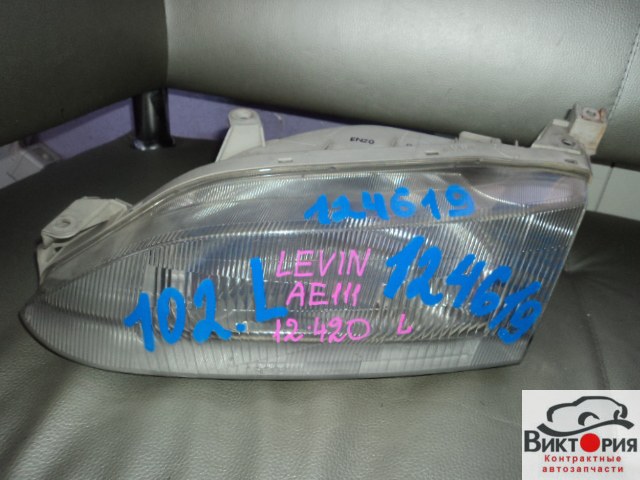 124619
LEVIN
AE111
12-420 L
102.L
124619
ВИКТОРИЯ
Контрактные
автозапчасти